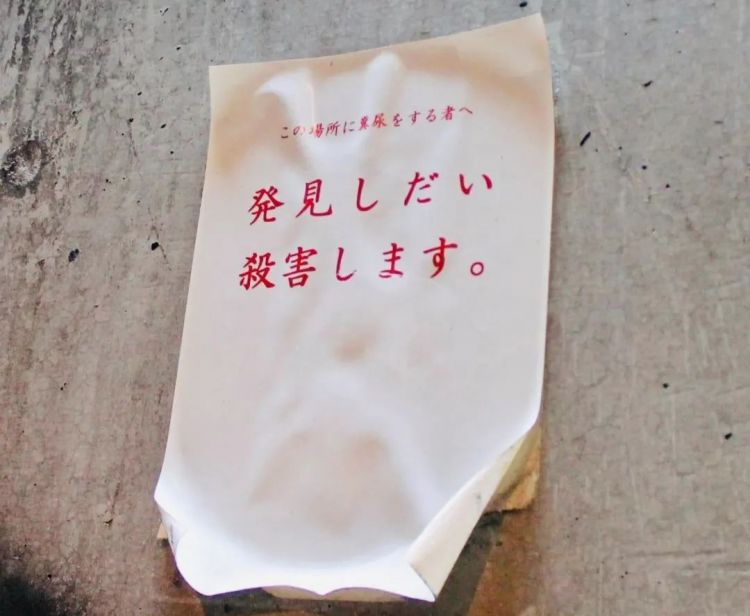 この場所に糞尿をする者へ
発見しだい
殺害します。